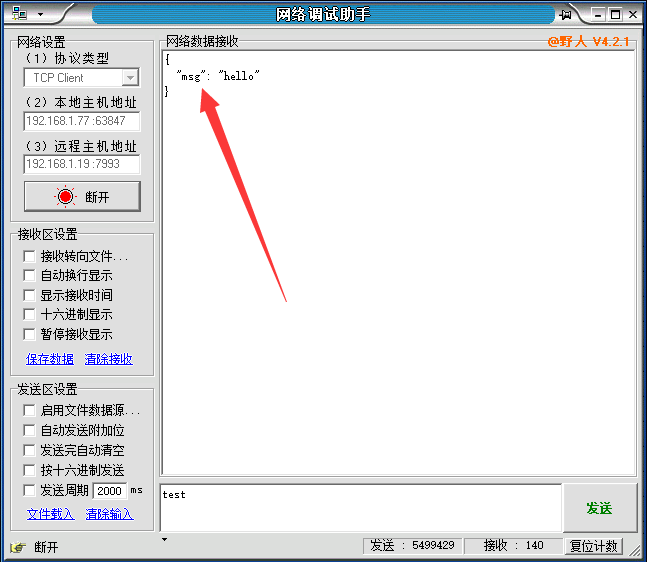 网络调试助手
网络设置
(1) 协议类型
TCP Client
(2) 本地主机地址
192.168.1.77 :63847
(3) 远程主机地址
192.168.1.19 :7993
断开
接收区设置
接收转向文件...
自动换行显示
显示接收时间
十六进制显示
暂停接收显示
保存数据 清除接收
发送区设置
启用文件数据源...
自动发送附加位
发送完自动清空
按十六进制发送
发送周期 2000 ms
文件载入 清除输入
网络数据接收
@野人 V4.2.1
{
"msg": "hello"
}
test
发送
断开
发送 : 5499429
接收 : 140
复位计数